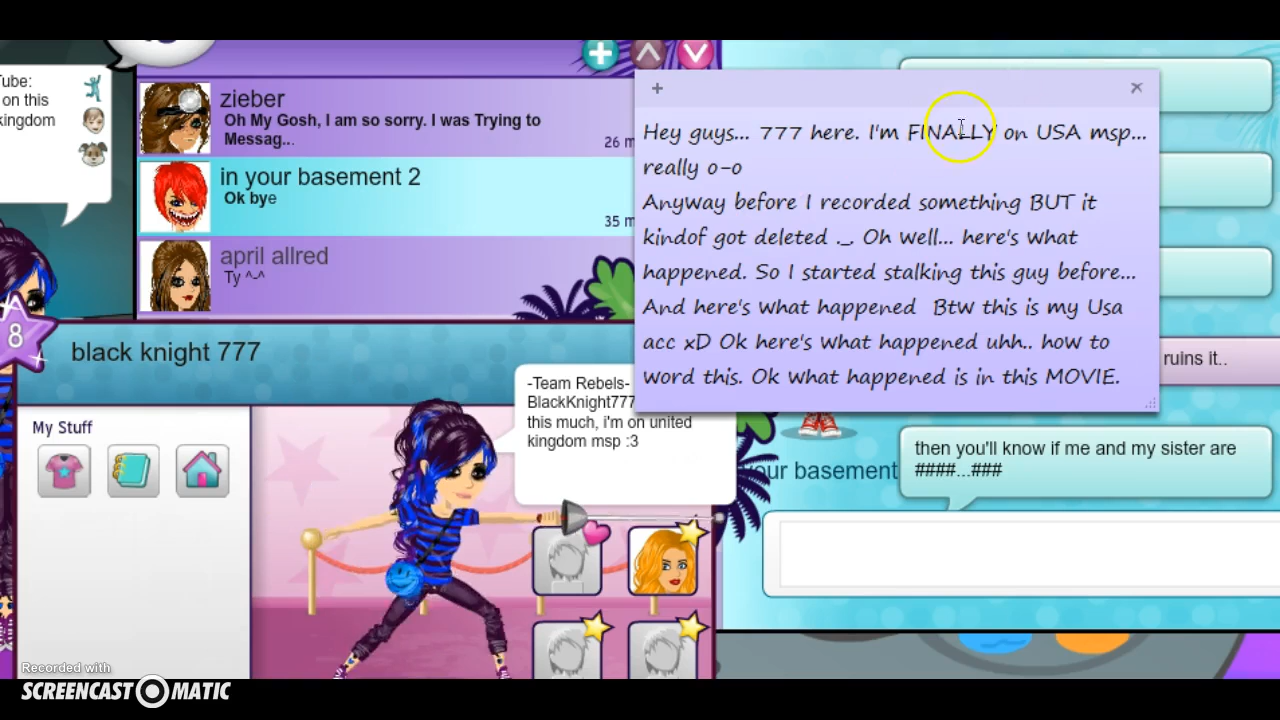 Tube:
on this
kingdom
zieber
Oh My Gosh, I am so sorry. I was Trying to
Messag...
26 m
in your basement 2
Ok bye
35 m
april allred
Ty ^-^
Hey guys... 777 here. I'm FINALLY on USA msp...
really o-o
Anyway before I recorded something BUT it
kindof got deleted ._. Oh well... here's what
happened. So I started stalking this guy before...
And here's what happened  Btw this is my Usa
acc xD Ok here's what happened uhh.. how to
word this. Ok what happened is in this MOVIE.
ruins it..
8
black knight 777
My Stuff
-Team Rebels-
BlackKnight777
this much, i'm on united
kingdom msp :3
your basement
then you'll know if me and my sister are
####...###
Recorded with
SCREENCAST O MATIC